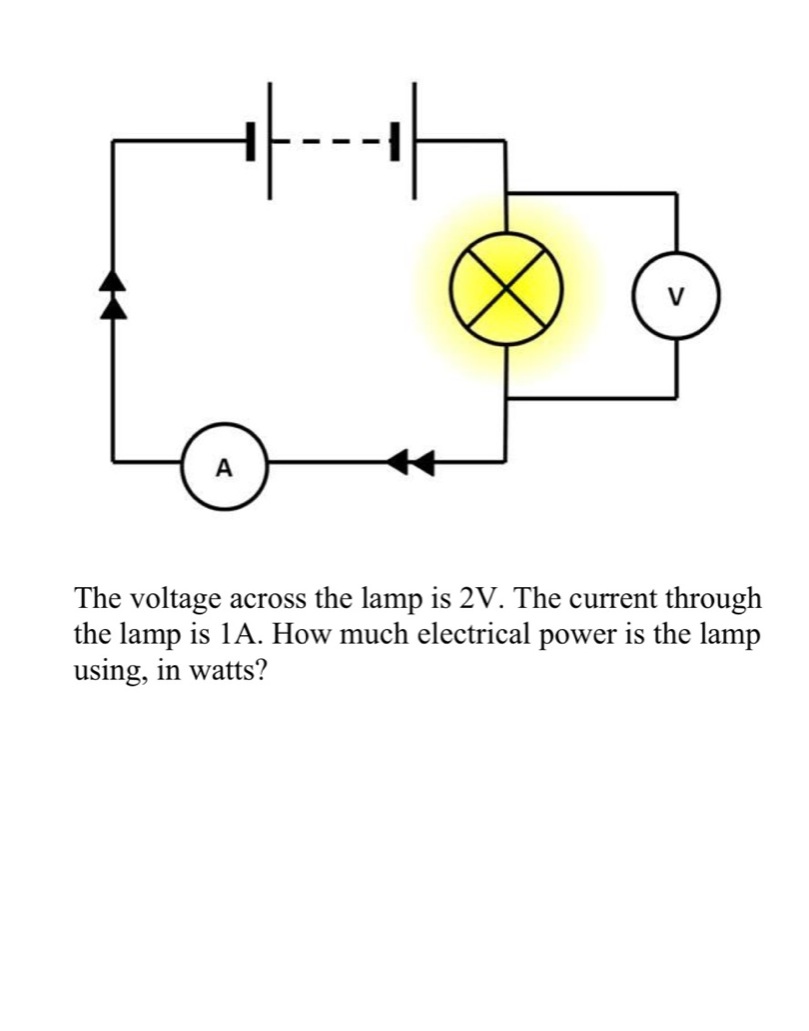 V
A
The voltage across the lamp is 2V. The current through
the lamp is 1A. How much electrical power is the lamp
using, in watts?